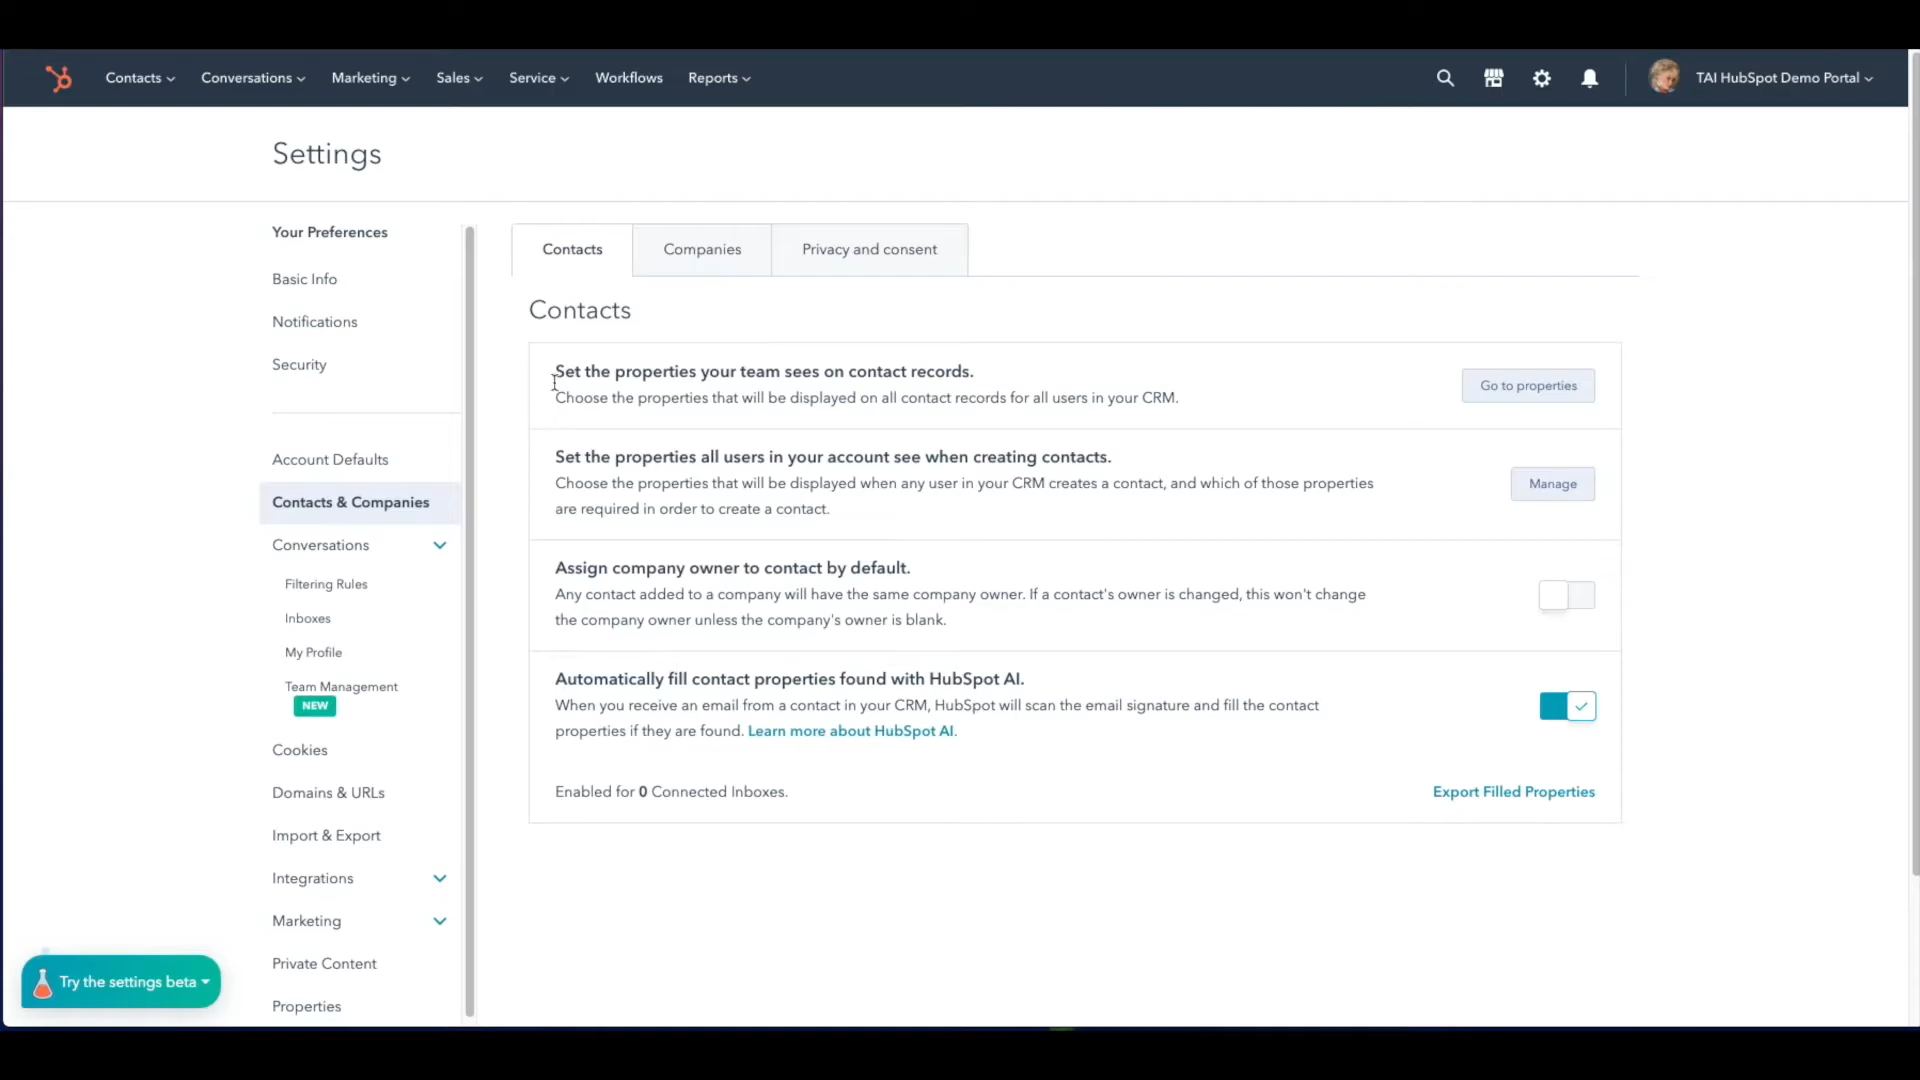 Contacts Conversations Marketing Sales Service Workflows Reports TAI HubSpot Demo Portal
Settings
Your Preferences
Basic Info
Notifications
Security
Account Defaults
Contacts & Companies
Conversations
Filtering Rules
Inboxes
My Profile
Team Management
NEW
Cookies
Domains & URLs
Import & Export
Integrations
Marketing
Private Content
Properties
Try the settings beta
Contacts Companies Privacy and consent
Contacts
Set the properties your team sees on contact records.
Choose the properties that will be displayed on all contact records for all users in your CRM.
Go to properties
Set the properties all users in your account see when creating contacts.
Choose the properties that will be displayed when any user in your CRM creates a contact, and which of those properties
are required in order to create a contact.
Manage
Assign company owner to contact by default.
Any contact added to a company will have the same company owner. If a contact's owner is changed, this won't change
the company owner unless the company's owner is blank.
Automatically fill contact properties found with HubSpot AI.
When you receive an email from a contact in your CRM, HubSpot will scan the email signature and fill the contact
properties if they are found. Learn more about HubSpot AI.
Enabled for 0 Connected Inboxes.
Export Filled Properties